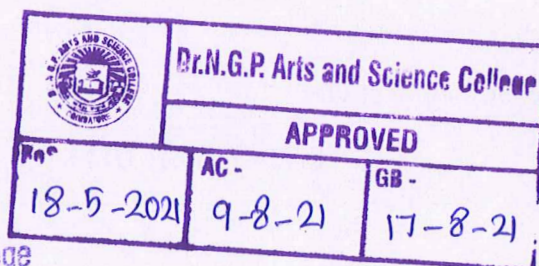 Dr.N.G.P. Arts and Science College
APPROVED
AC -
GB -
18-5-2021
9-8-21
17-8-21